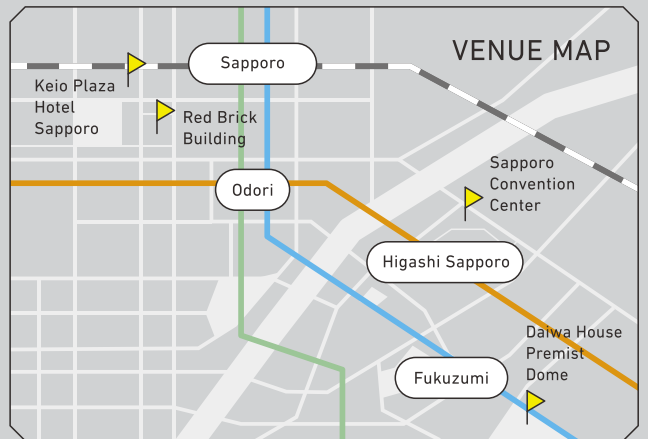 VENUE MAP
Sapporo
Keio Plaza
Hotel
Sapporo
Red Brick
Building
Odori
Sapporo
Convention
Center
Higashi Sapporo
Daiwa House
Premist
Dome
Fukuzumi